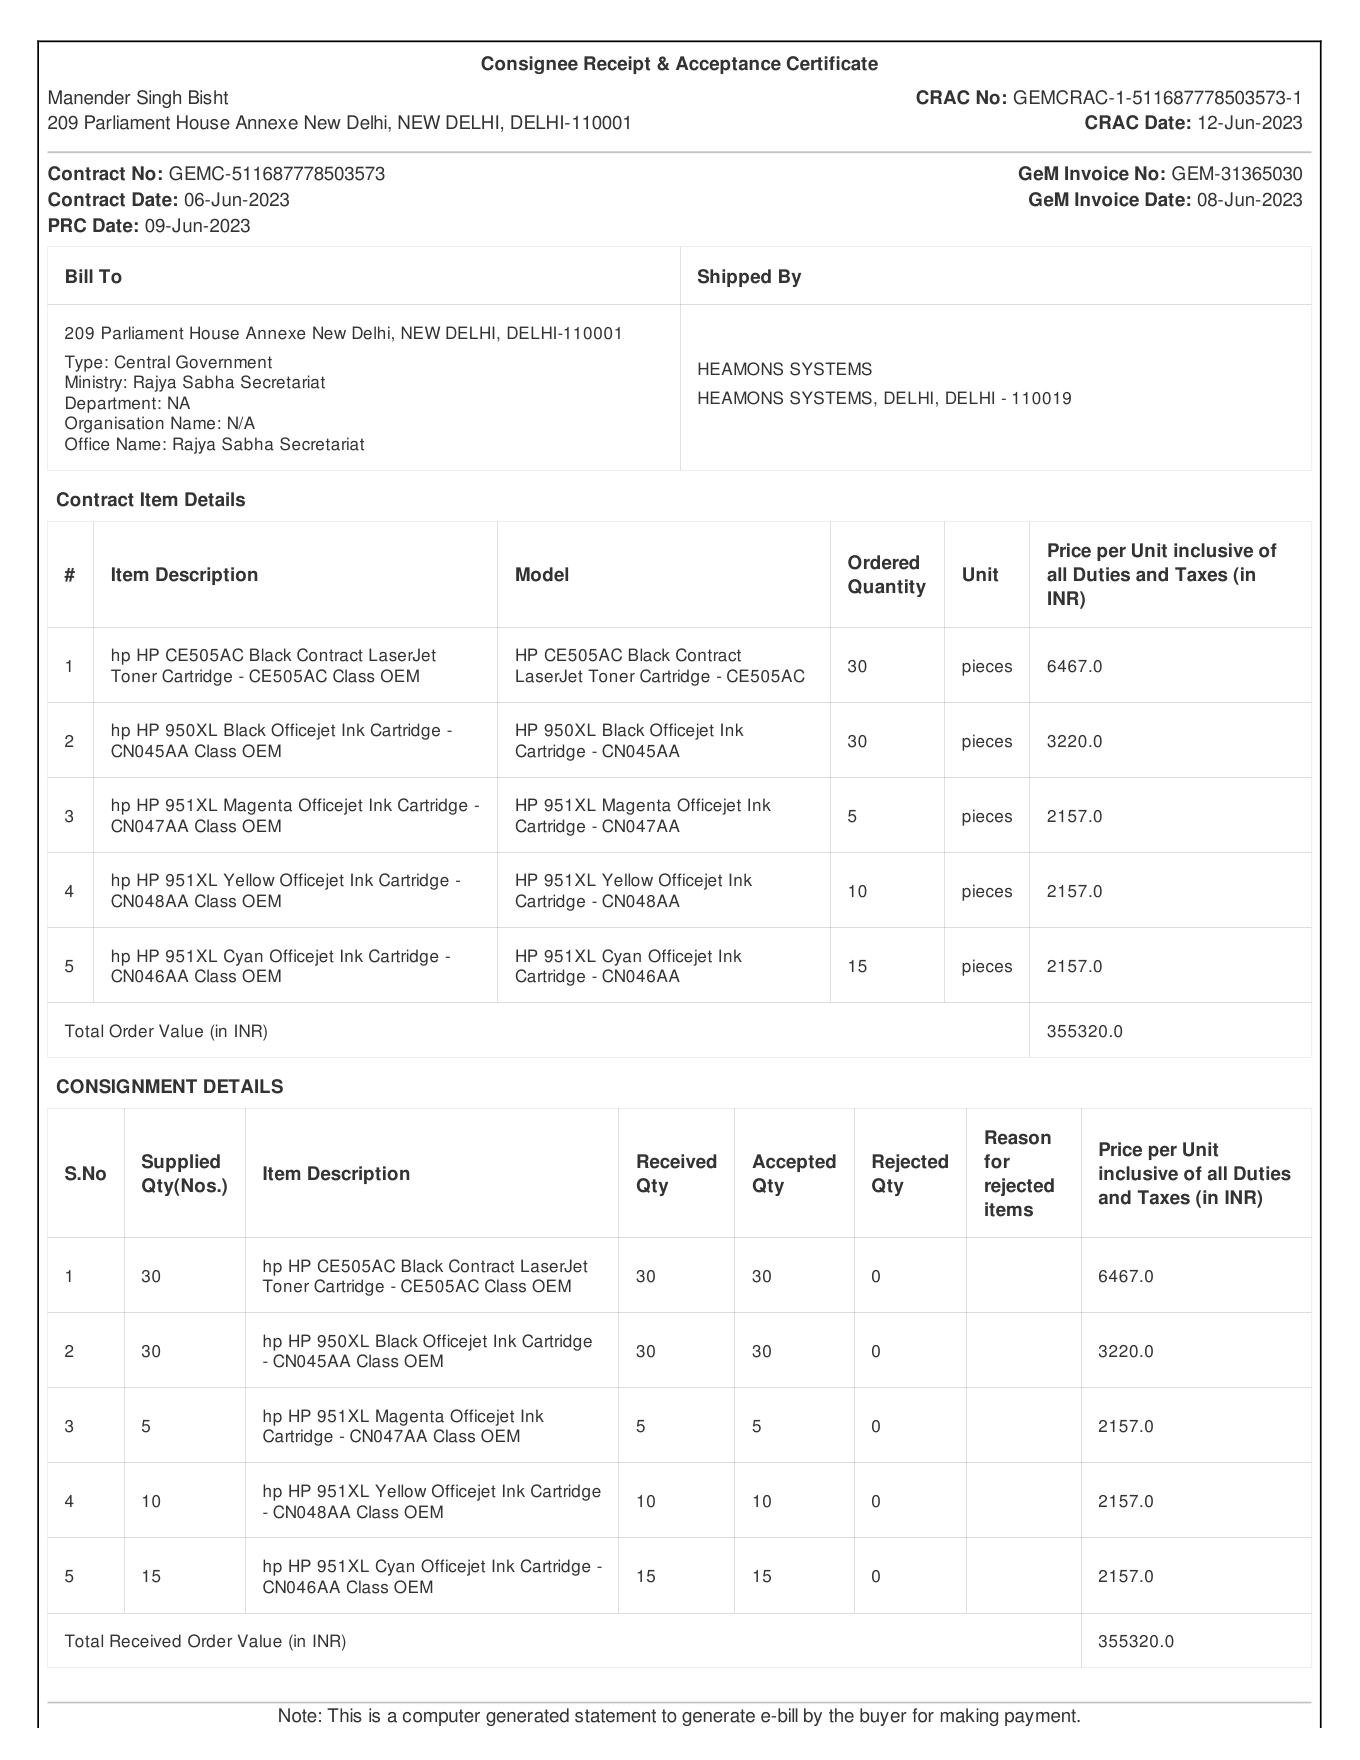 Consignee Receipt & Acceptance Certificate
Manender Singh Bisht
209 Parliament House Annexe New Delhi, NEW DELHI, DELHI-110001
CRAC No: GEMCRAC-1-511687778503573-1
CRAC Date: 12-Jun-2023
Contract No: GEMC-511687778503573
Contract Date: 06-Jun-2023
PRC Date: 09-Jun-2023
GeM Invoice No: GEM-31365030
GeM Invoice Date: 08-Jun-2023
Bill To
Shipped By
209 Parliament House Annexe New Delhi, NEW DELHI, DELHI-110001
Type: Central Government
Ministry: Rajya Sabha Secretariat
Department: NA
Organisation Name: N/A
Office Name: Rajya Sabha Secretariat
HEAMONS SYSTEMS
HEAMONS SYSTEMS, DELHI, DELHI - 110019
Contract Item Details
#
Item Description
Model
Ordered
Quantity
Unit
Price per Unit inclusive of
all Duties and Taxes (in
INR)
1
hp HP CE505AC Black Contract LaserJet
Toner Cartridge - CE505AC Class OEM
HP CE505AC Black Contract
LaserJet Toner Cartridge - CE505AC
30
pieces
6467.0
2
hp HP 950XL Black Officejet Ink Cartridge -
CN045AA Class OEM
HP 950XL Black Officejet Ink
Cartridge - CN045AA
30
pieces
3220.0
3
hp HP 951XL Magenta Officejet Ink Cartridge -
CN047AA Class OEM
HP 951XL Magenta Officejet Ink
Cartridge - CN047AA
5
pieces
2157.0
4
hp HP 951XL Yellow Officejet Ink Cartridge -
CN048AA Class OEM
HP 951XL Yellow Officejet Ink
Cartridge - CN048AA
10
pieces
2157.0
5
hp HP 951XL Cyan Officejet Ink Cartridge -
CN046AA Class OEM
HP 951XL Cyan Officejet Ink
Cartridge - CN046AA
15
pieces
2157.0
Total Order Value (in INR)
355320.0
CONSIGNMENT DETAILS
S.No
Supplied
Qty(Nos.)
Item Description
Received
Qty
Accepted
Qty
Rejected
Qty
Reason
for
rejected
items
Price per Unit
inclusive of all Duties
and Taxes (in INR)
1
30
hp HP CE505AC Black Contract LaserJet
Toner Cartridge - CE505AC Class OEM
30
30
0
6467.0
2
30
hp HP 950XL Black Officejet Ink Cartridge
- CN045AA Class OEM
30
30
0
3220.0
3
5
hp HP 951XL Magenta Officejet Ink
Cartridge - CN047AA Class OEM
5
5
0
2157.0
4
10
hp HP 951XL Yellow Officejet Ink Cartridge
- CN048AA Class OEM
10
10
0
2157.0
5
15
hp HP 951XL Cyan Officejet Ink Cartridge -
CN046AA Class OEM
15
15
0
2157.0
Total Received Order Value (in INR)
355320.0
Note: This is a computer generated statement to generate e-bill by the buyer for making payment.